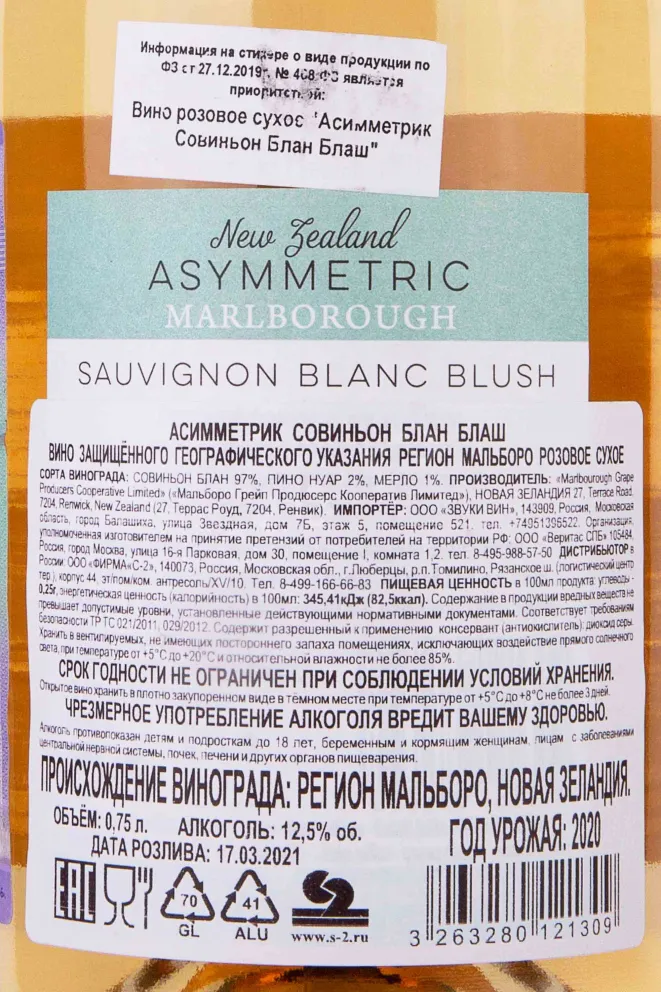 Информация на стикере о виде продукции по
ФЗ от 27.12.2019г. № 468-ФЗ является
приоритетной:
Вино розовое сухое "Асимметрик
Совиньон Блан Блаш"
New Zealand
ASYMMETRIC
MARLBOROUGH
SAUVIGNON BLANC BLUSH
АСИММЕТРИК СОВИНЬОН БЛАН БЛАШ
ВИНО ЗАЩИЩЁННОГО ГЕОГРАФИЧЕСКОГО УКАЗАНИЯ РЕГИОН МАЛЬБОРО РОЗОВОЕ СУХОЕ
СОРТА ВИНОГРАДА: СОВИНЬОН БЛАН 97%, ПИНО НУАР 2%, МЕРЛО 1%. ПРОИЗВОДИТЕЛЬ: «Marlbourough Grape
Producers Cooperative Limited» («Мальборо Грейп Продюсерс Кооператив Лимитед»), НОВАЯ ЗЕЛАНДИЯ 27, Terrace Road,
7204, Renwick, New Zealand (27, Террас Роуд, 7204, Ренвик). ИМПОРТЁР: ООО «ЗВУКИ ВИН», 143909, Россия, Московская
область, город Балашиха, улица Звездная, дом 7Б, этаж 5, помещение 521, тел. +74951396522. Организация,
уполномоченная изготовителем на принятие претензий от потребителей на территории РФ: ООО «Веритас СПБ» 105484,
Россия, город Москва, улица 16-я Парковая, дом 30, помещение I, комната 1,2. тел. 8-495-988-57-50 ДИСТРИБЬЮТОР в
России: ООО «ФИРМА«С-2», 140073, Россия, Московская обл., г.Люберцы, р.п.Томилино, Рязанское ш. (логистический центр
тер.), корпус 44, эт/пом/ком. антресоль/XV/10. Тел. 8-499-166-66-83 ПИЩЕВАЯ ЦЕННОСТЬ в 100мл продукта: углеводы -
0,25г, энергетическая ценность (калорийность) в 100мл: 345,41кДж (82,5ккал). Содержание в продукции вредных веществ не
превышает допустимые уровни, установленные действующими нормативными документами. Соответствует требованиям
безопасности ТР ТС 021/2011, 029/2012. Содержит разрешенный к применению консервант (антиокислитель): диоксид серы.
Хранить в вентилируемых, не имеющих постороннего запаха помещениях, исключающих воздействие прямого солнечного
света, при температуре от +5°С до +20°С и относительной влажности не более 85%.
СРОК ГОДНОСТИ НЕ ОГРАНИЧЕН ПРИ СОБЛЮДЕНИИ УСЛОВИЙ ХРАНЕНИЯ.
Открытое вино хранить в плотно закупоренном виде в тёмном месте при температуре от +5°С до +8°С не более 3 дней.
ЧРЕЗМЕРНОЕ УПОТРЕБЛЕНИЕ АЛКОГОЛЯ ВРЕДИТ ВАШЕМУ ЗДОРОВЬЮ.
Алкоголь противопоказан детям и подросткам до 18 лет, беременным и кормящим женщинам, лицам с заболеваниями
центральной нервной системы, почек, печени и других органов пищеварения.
ПРОИСХОЖДЕНИЕ ВИНОГРАДА: РЕГИОН МАЛЬБОРО, НОВАЯ ЗЕЛАНДИЯ.
ОБЪЁМ: 0,75 л. АЛКОГОЛЬ: 12,5% об.
ГОД УРОЖАЯ: 2020
ДАТА РОЗЛИВА: 17.03.2021
EAC
70
GL
41
ALU
www.s-2.ru
3 263280 121309